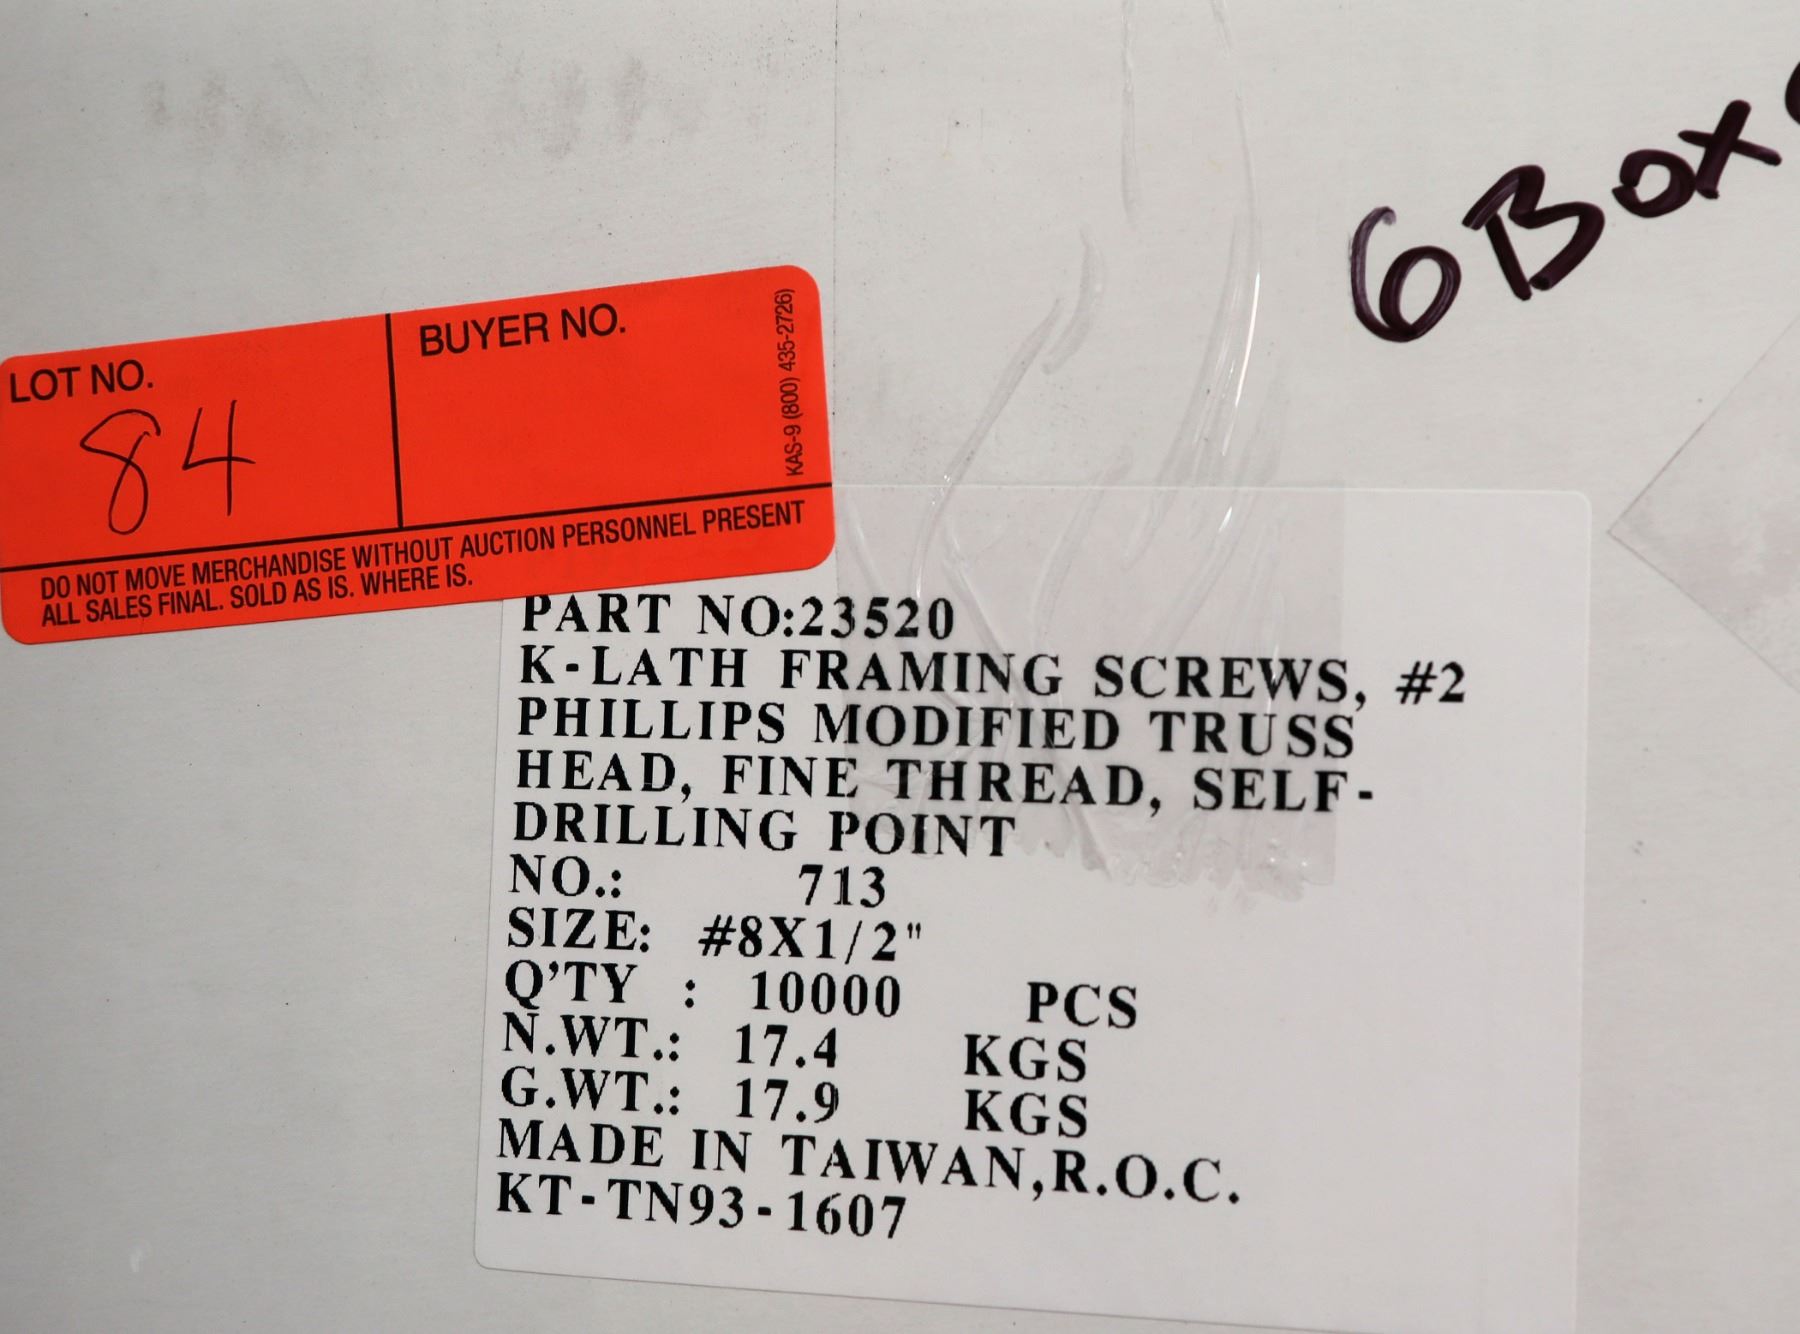 6 Box
LOT NO.
84
BUYER NO.
KAS-9 (800) 435-2726)
DO NOT MOVE MERCHANDISE WITHOUT AUCTION PERSONNEL PRESENT
ALL SALES FINAL. SOLD AS IS. WHERE IS.
PART NO:23520
K-LATH FRAMING SCREWS, #2
PHILLIPS MODIFIED TRUSS
HEAD, FINE THREAD, SELF-
DRILLING POINT
NO.: 713
SIZE: #8X1/2"
Q'TY : 10000 PCS
N.WT.: 17.4 KGS
G.WT.: 17.9 KGS
MADE IN TAIWAN,R.O.C.
KT-TN93-1607